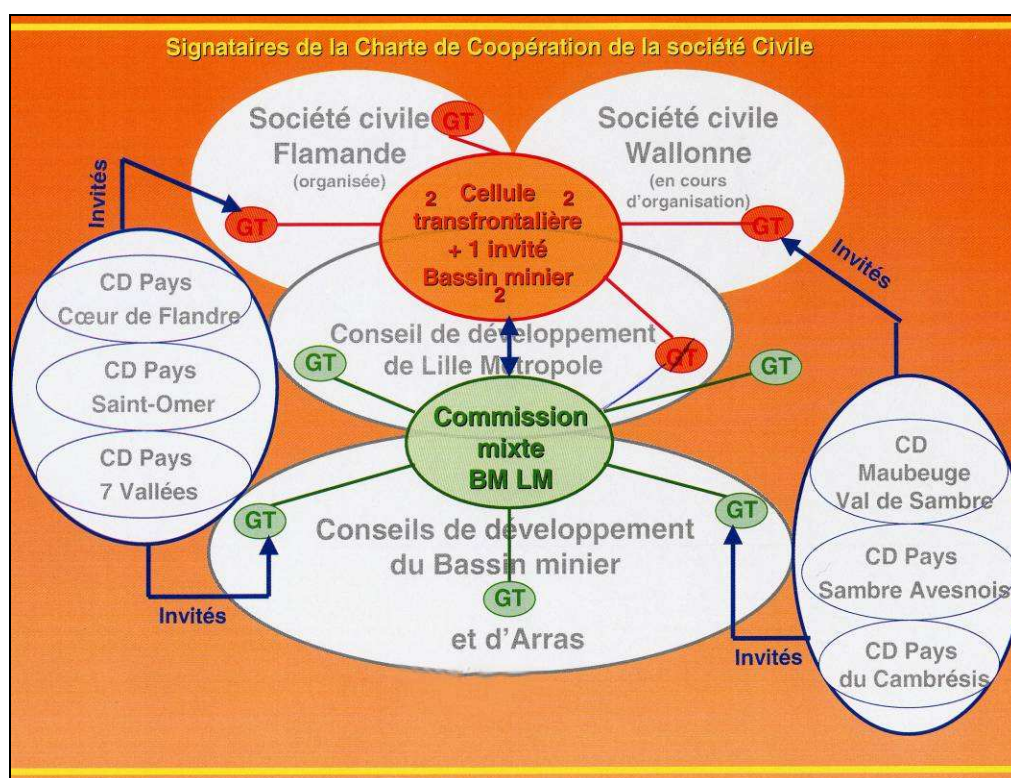 Signataires de la Charte de Coopération de la société Civile
Société civile
Flamande
(organisée)
GT
Société civile
Wallonne
(en cours
d'organisation)
2 Cellule 2
transfrontalière
+ 1 invité
Bassin minier
2
GT
GT
Invités
Invités
CD Pays
Cœur de Flandre
CD Pays
Saint-Omer
CD Pays
7 Vallées
Conseil de développement
de Lille Métropole
GT
GT
GT
Commission
mixte
BM LM
GT
GT
Conseils de développement
du Bassin minier
GT
et d'Arras
Invités
Invités
CD
Maubeuge
Val de Sambre
CD Pays
Sambre Avesnois
CD Pays
du Cambrésis